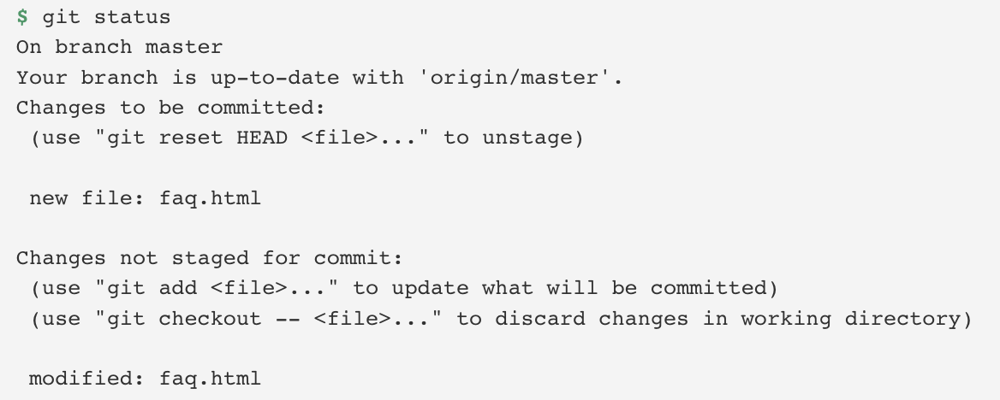 $ git status
On branch master
Your branch is up-to-date with 'origin/master'.
Changes to be committed:
(use "git reset HEAD <file>..." to unstage)
new file: faq.html
Changes not staged for commit:
(use "git add <file>..." to update what will be committed)
(use "git checkout -- <file>..." to discard changes in working directory)
modified: faq.html